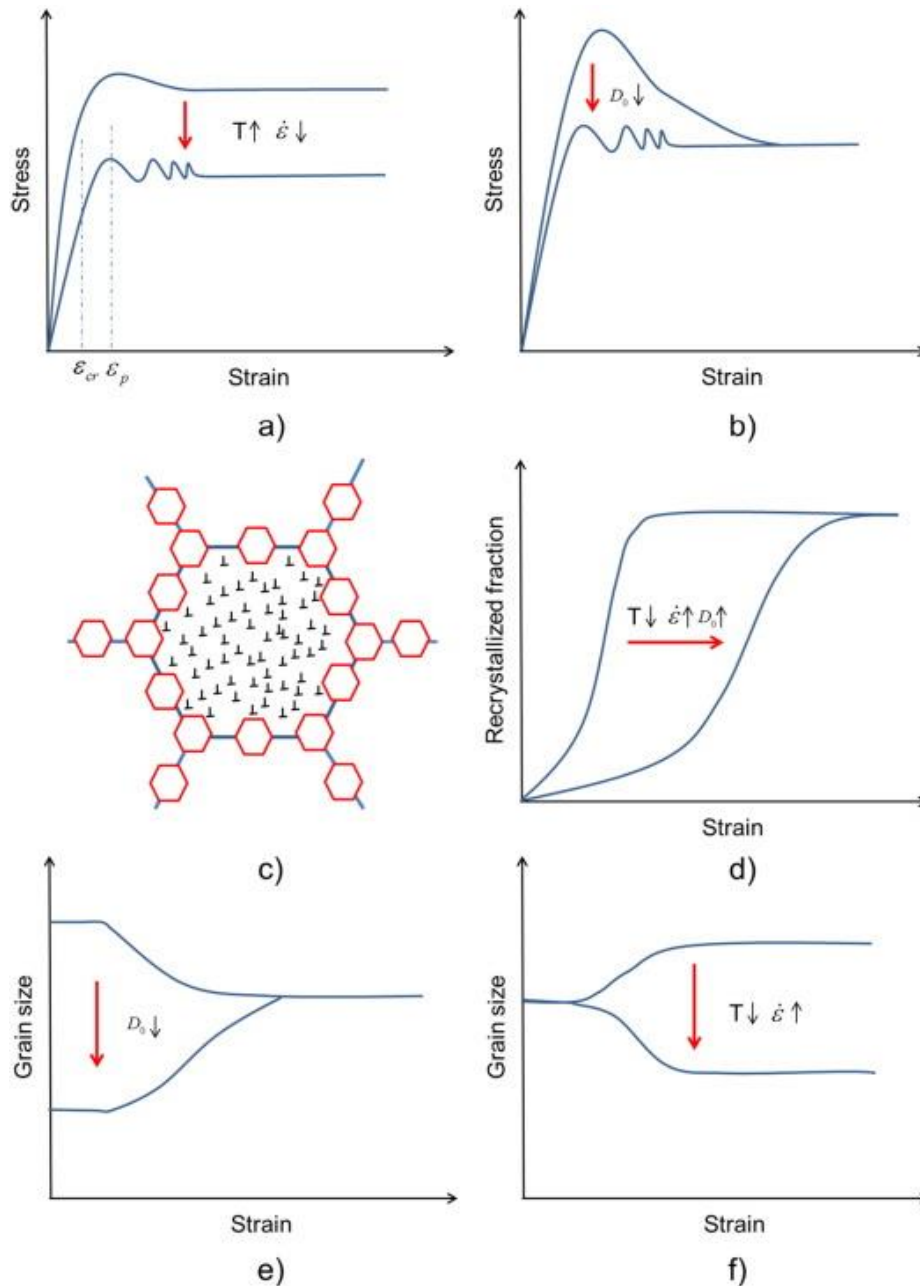 Stress
T↑ ε̇↓
ε_cr ε_p
Strain
a)
Stress
D₀↓
Strain
b)
c)
Recrystallized fraction
T↓ ε̇↑ D₀↑
Strain
d)
Grain size
D₀↓
Strain
e)
Grain size
T↓ ε̇↑
Strain
f)